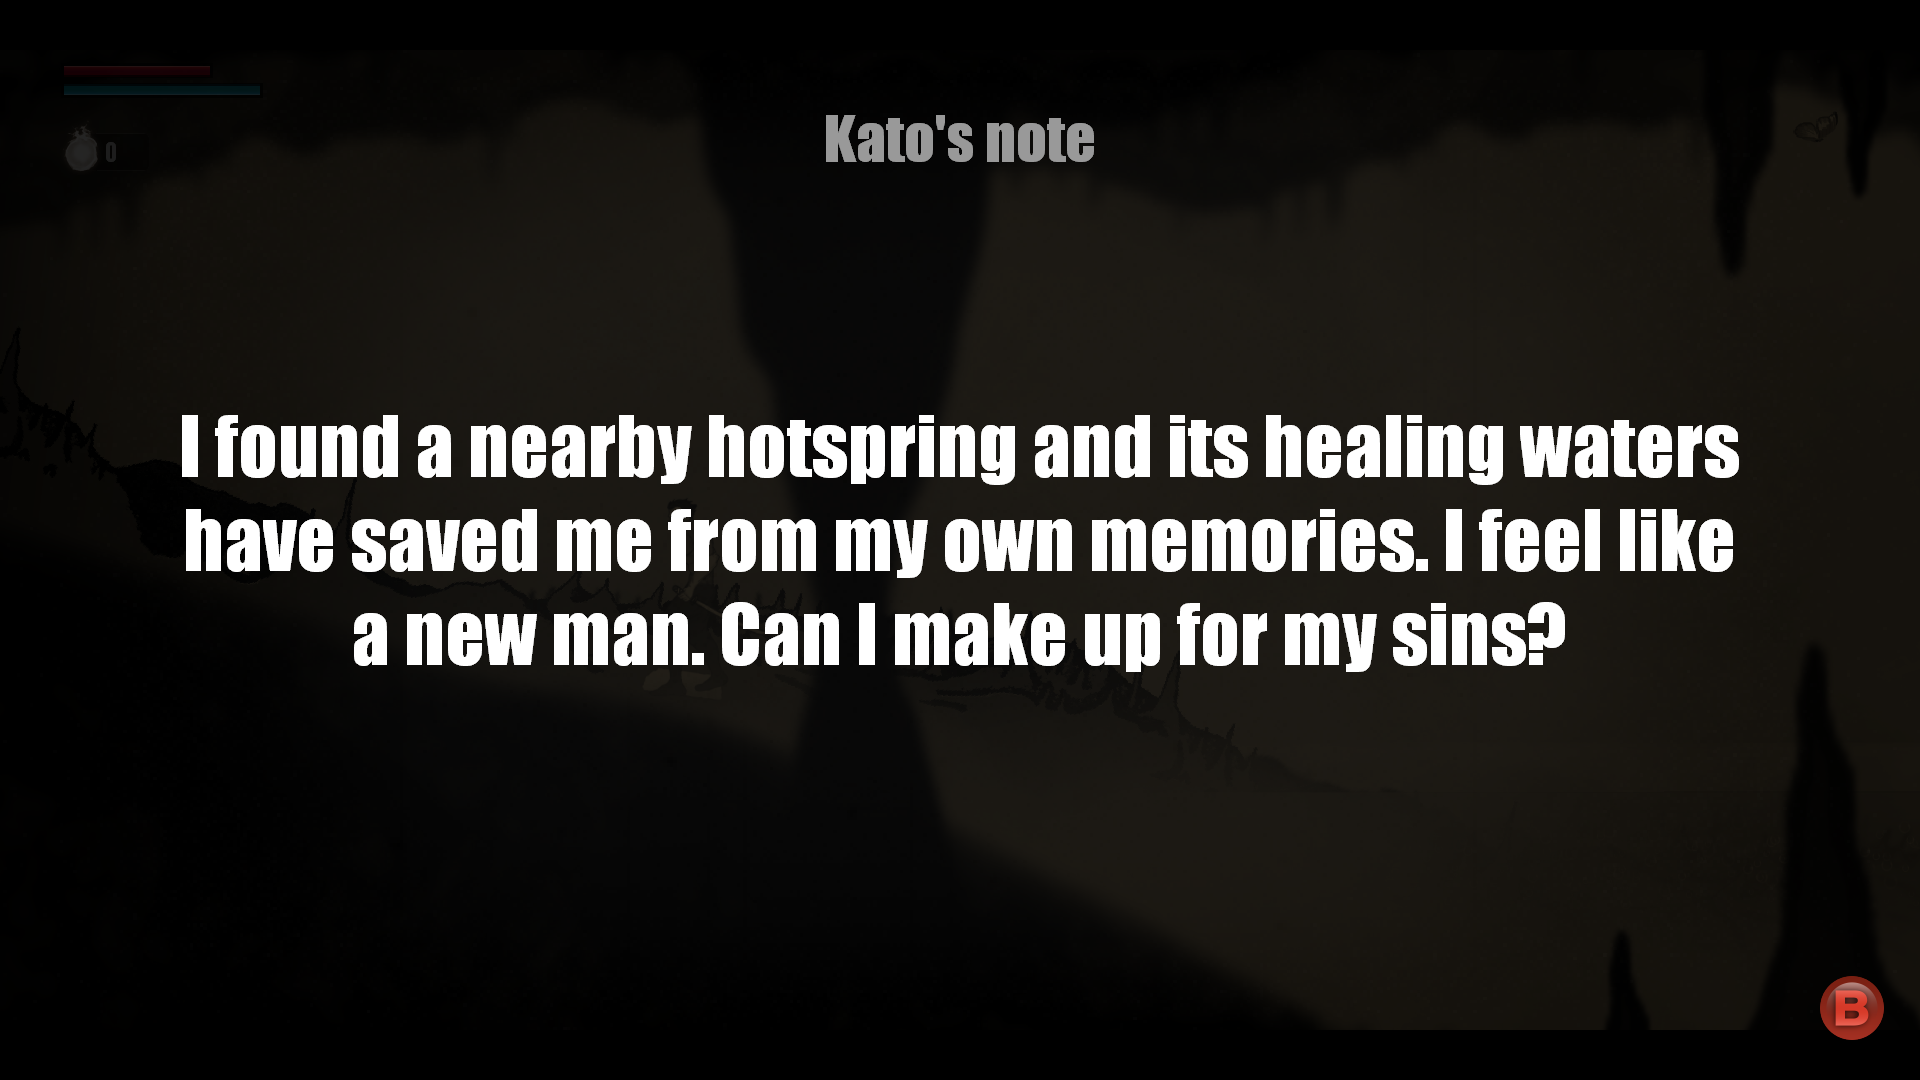 0
Kato's note
I found a nearby hotspring and its healing waters
have saved me from my own memories. I feel like
a new man. Can I make up for my sins?
B